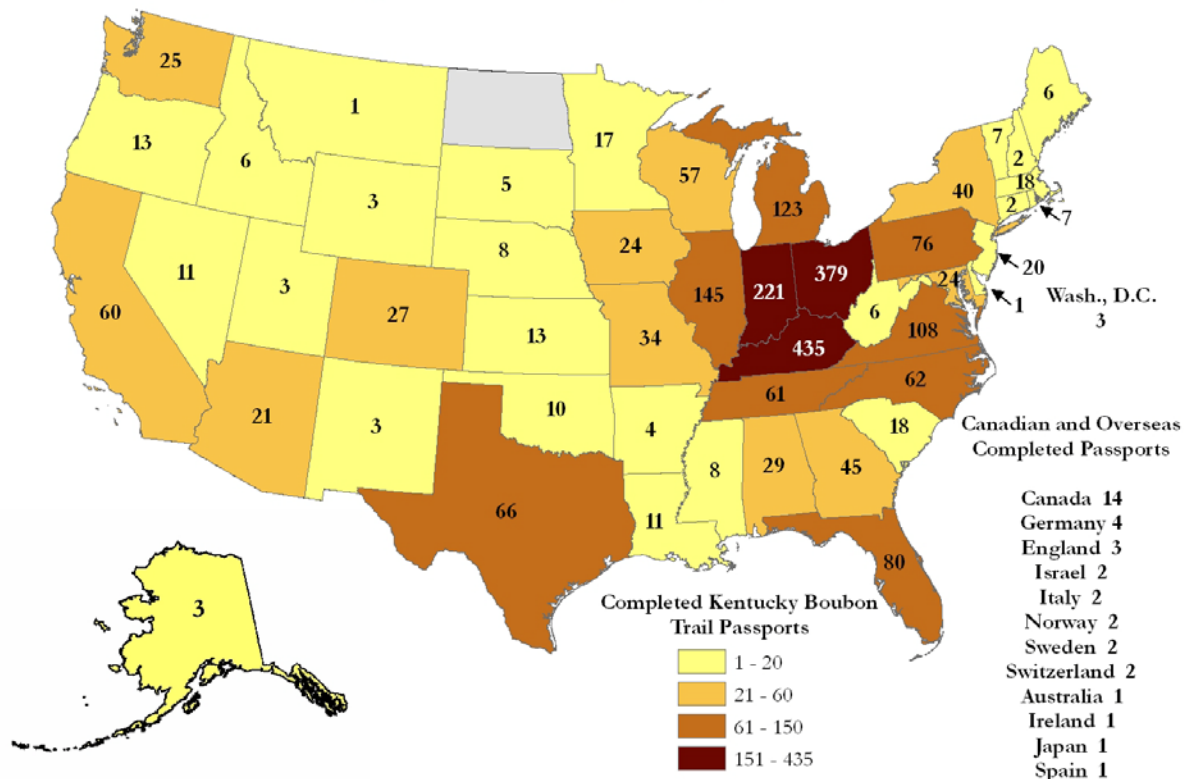 25
1
13
6
3
5
17
57
123
6
7
2
18
2
7
40
76
20
24
1
Wash., D.C.
3
8
24
11
3
27
60
145
221
379
6
108
13
34
435
61
62
21
3
10
4
18
8
29
45
66
11
80
3
Canadian and Overseas
Completed Passports
Canada 14
Germany 4
England 3
Israel 2
Italy 2
Norway 2
Sweden 2
Switzerland 2
Australia 1
Ireland 1
Japan 1
Spain 1
Completed Kentucky Boubon
Trail Passports
1 - 20
21 - 60
61 - 150
151 - 435